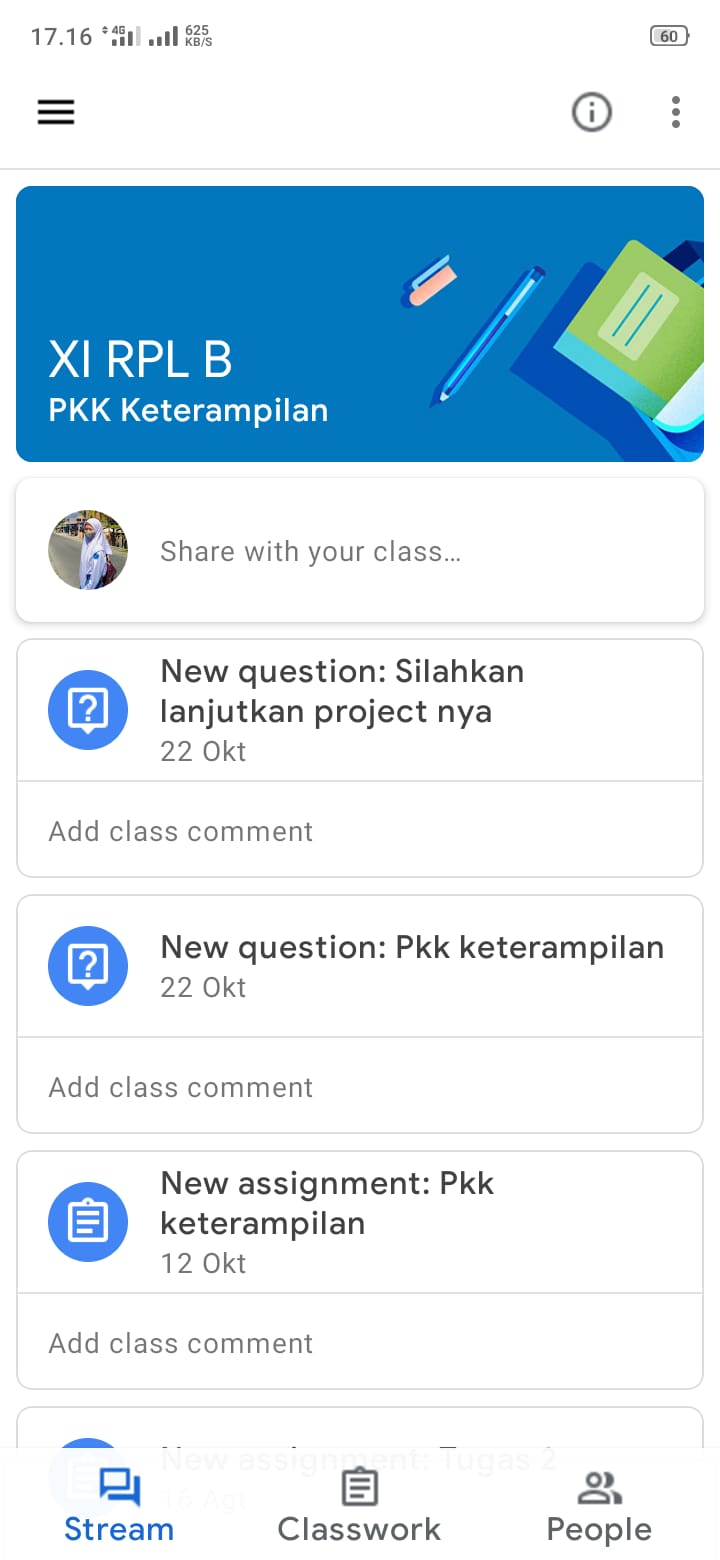 17.16 4G 625 KB/S 60
XI RPL B
PKK Keterampilan
Share with your class...
New question: Silahkan
lanjutkan project nya
22 Okt
Add class comment
New question: Pkk keterampilan
22 Okt
Add class comment
New assignment: Pkk
keterampilan
12 Okt
Add class comment
New assignment: Tugas 2
16 Agt
Stream Classwork People